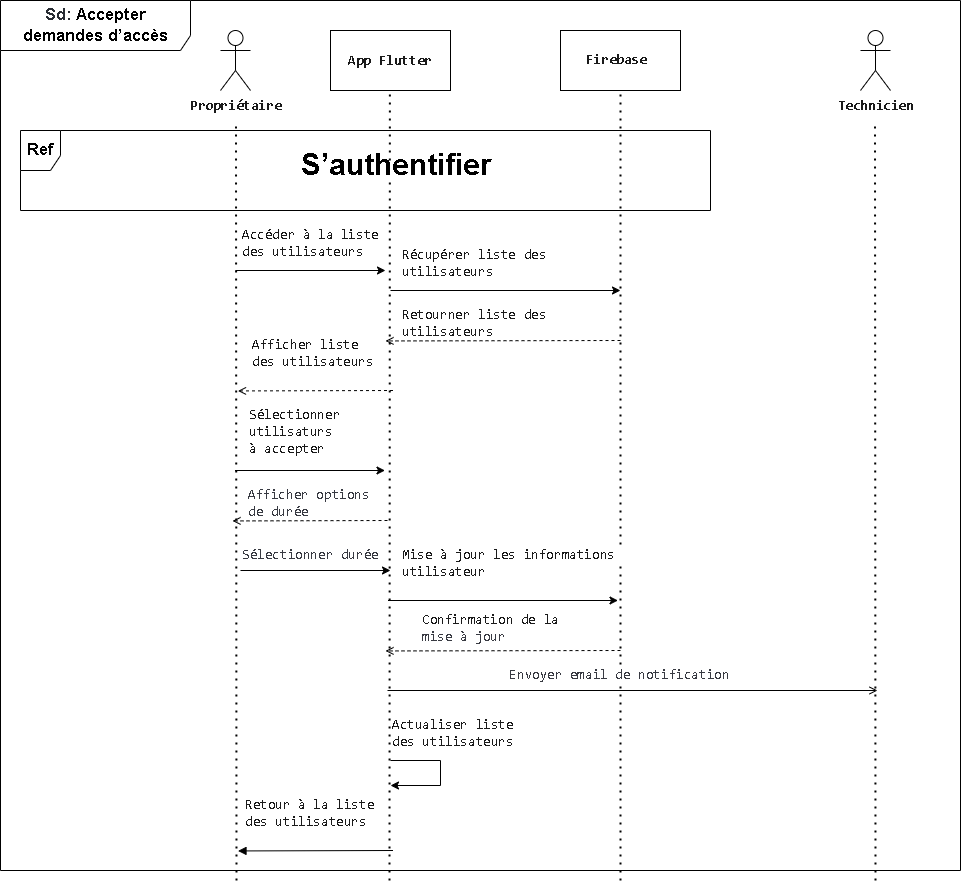 Sd: Accepter
demandes d’accès
App Flutter
Firebase
Propriétaire
Technicien
Ref
S’authentifier
Accéder à la liste
des utilisateurs
Récupérer liste des
utilisateurs
Retourner liste des
utilisateurs
Afficher liste
des utilisateurs
Sélectionner
utilisaturs
à accepter
Afficher options
de durée
Sélectionner durée
Mise à jour les informations
utilisateur
Confirmation de la
mise à jour
Envoyer email de notification
Actualiser liste
des utilisateurs
Retour à la liste
des utilisateurs